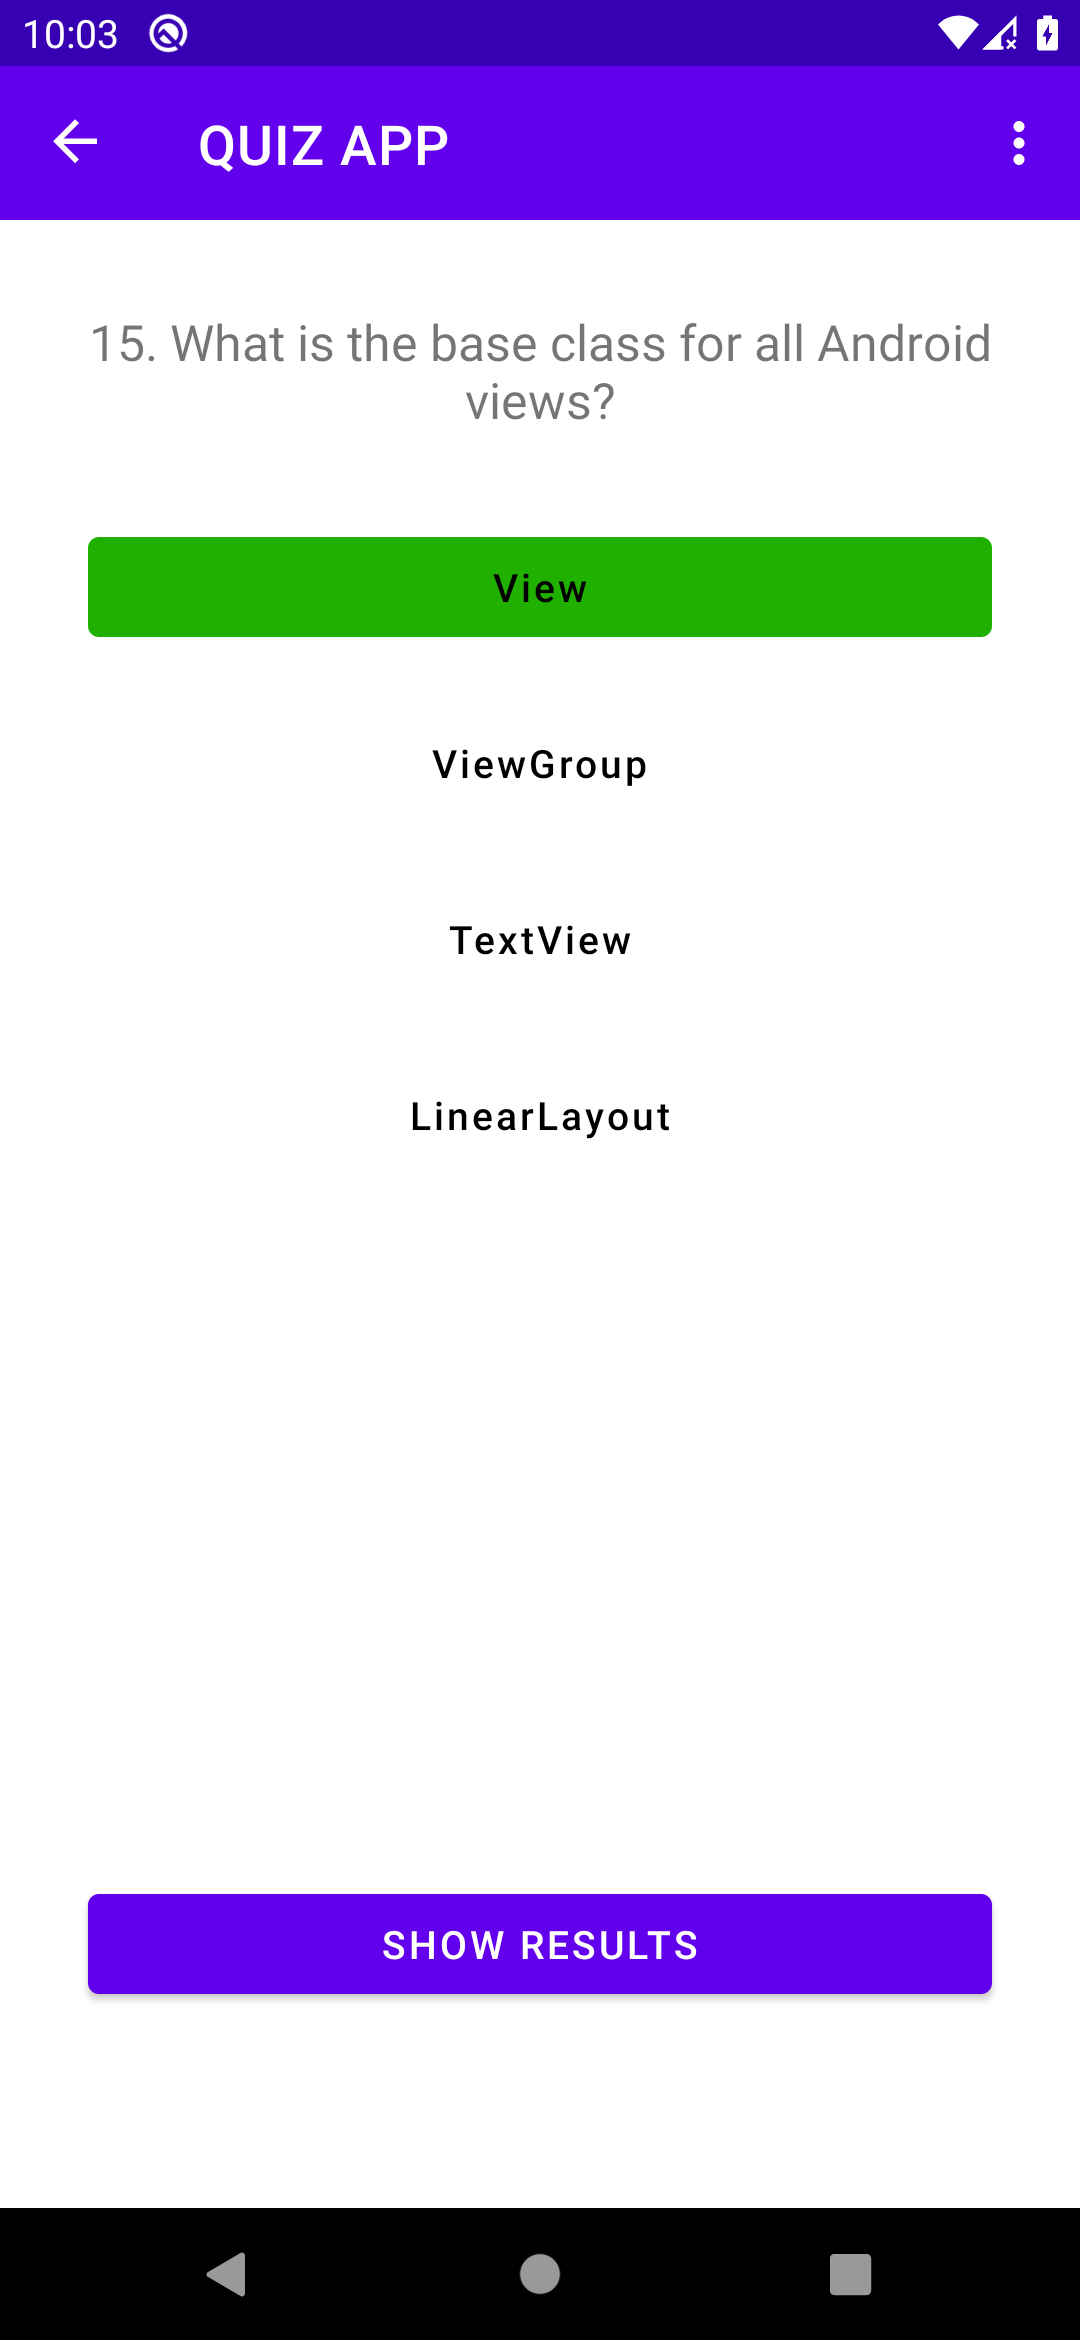 10:03
QUIZ APP
15. What is the base class for all Android
views?
View
ViewGroup
TextView
LinearLayout
SHOW RESULTS